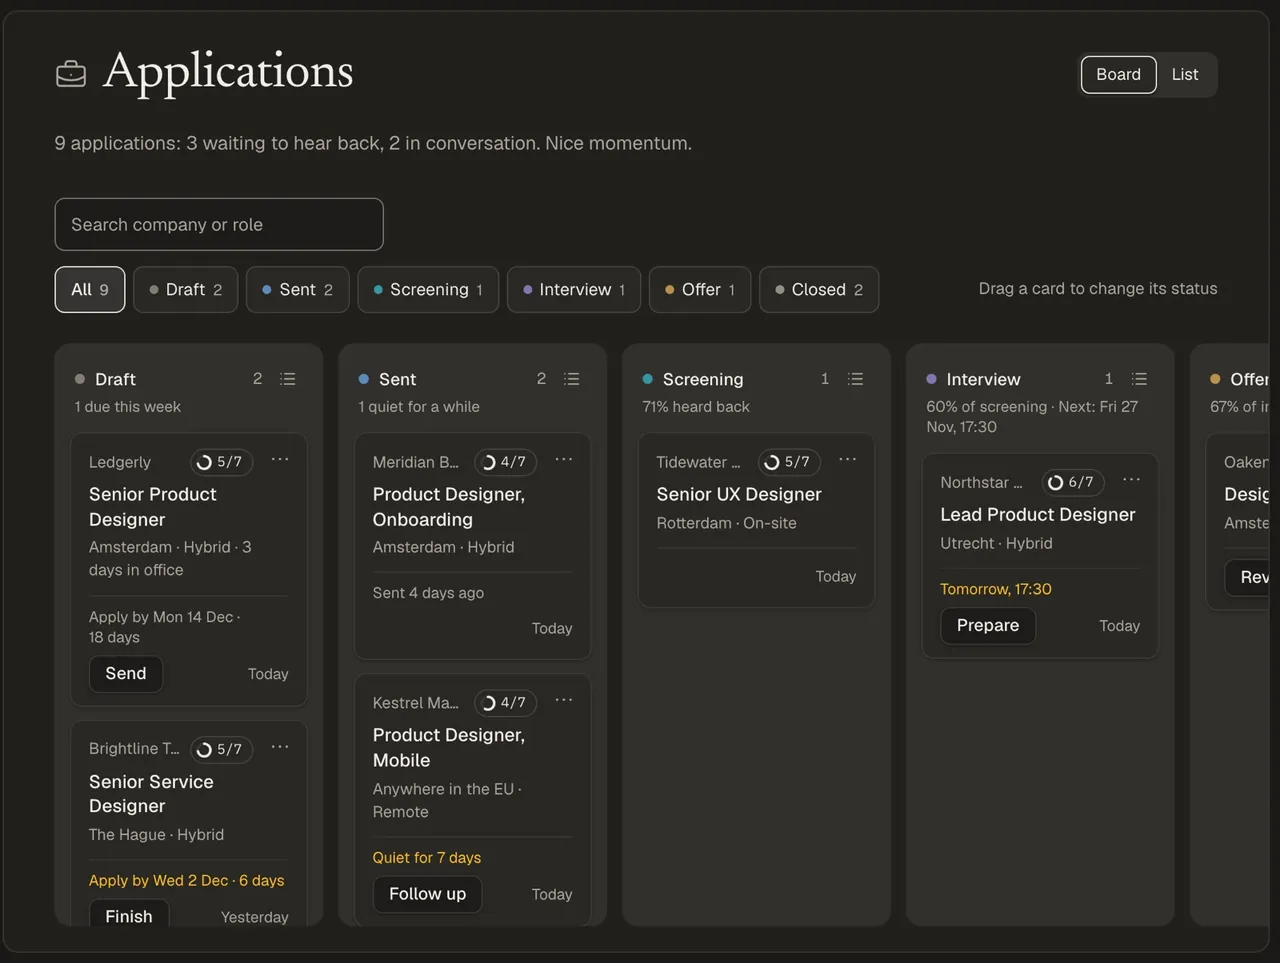 Applications
Board
List
9 applications: 3 waiting to hear back, 2 in conversation. Nice momentum.
Search company or role
All 9
Draft 2
Sent 2
Screening 1
Interview 1
Offer 1
Closed 2
Drag a card to change its status
Draft 2
1 due this week
Ledgerly 5/7 ...
Senior Product
Designer
Amsterdam · Hybrid · 3
days in office
Apply by Mon 14 Dec ·
18 days
Send Today
Brightline T... 5/7 ...
Senior Service
Designer
The Hague · Hybrid
Apply by Wed 2 Dec · 6 days
Finish Yesterday
Sent 2
1 quiet for a while
Meridian B... 4/7 ...
Product Designer,
Onboarding
Amsterdam · Hybrid
Sent 4 days ago
Today
Kestrel Ma... 4/7 ...
Product Designer,
Mobile
Anywhere in the EU ·
Remote
Quiet for 7 days
Follow up Today
Screening 1
71% heard back
Tidewater ... 5/7 ...
Senior UX Designer
Rotterdam · On-site
Today
Interview 1
60% of screening · Next: Fri 27
Nov, 17:30
Northstar ... 6/7 ...
Lead Product Designer
Utrecht · Hybrid
Tomorrow, 17:30
Prepare Today
Offer
67% of i
Oaken
Desig
Amste
Rev